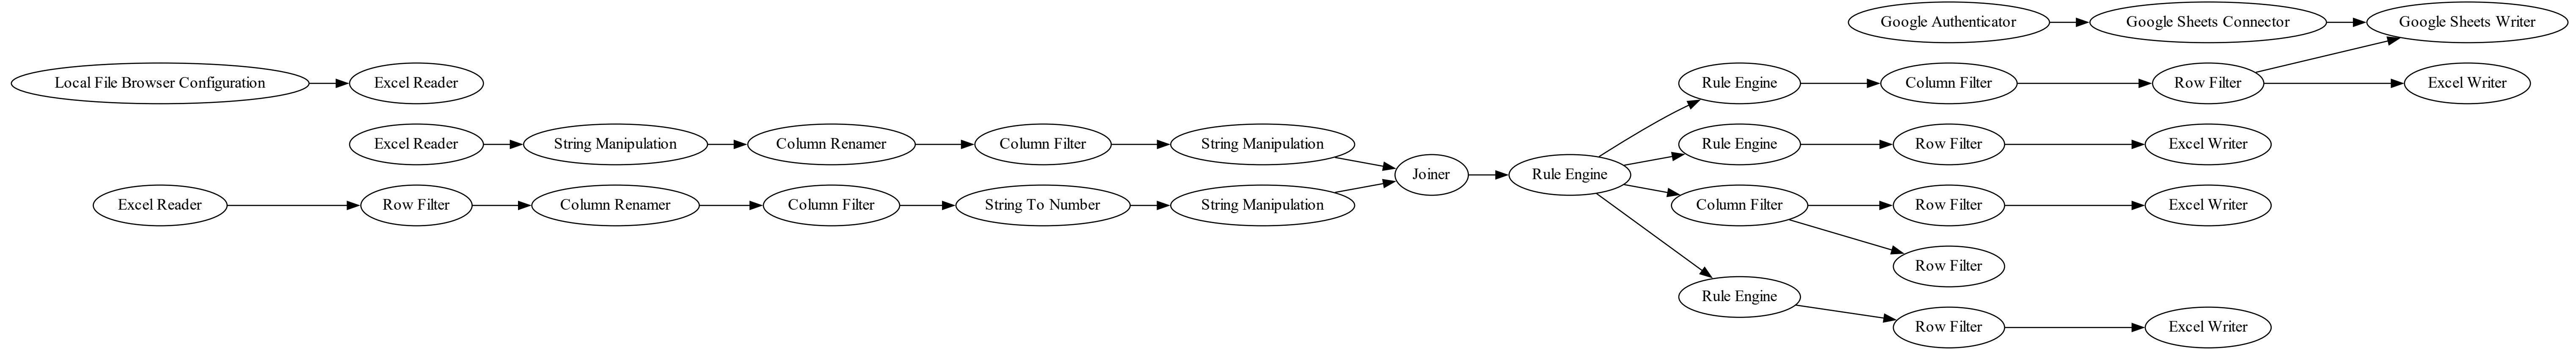 Google Authenticator Google Sheets Connector Google Sheets Writer
Local File Browser Configuration Excel Reader Rule Engine Column Filter Row Filter Excel Writer
Excel Reader String Manipulation Column Renamer Column Filter String Manipulation Rule Engine Row Filter Excel Writer
Joiner Rule Engine
Excel Reader Row Filter Column Renamer Column Filter String To Number String Manipulation Column Filter Row Filter Excel Writer
Row Filter
Rule Engine
Row Filter Excel Writer